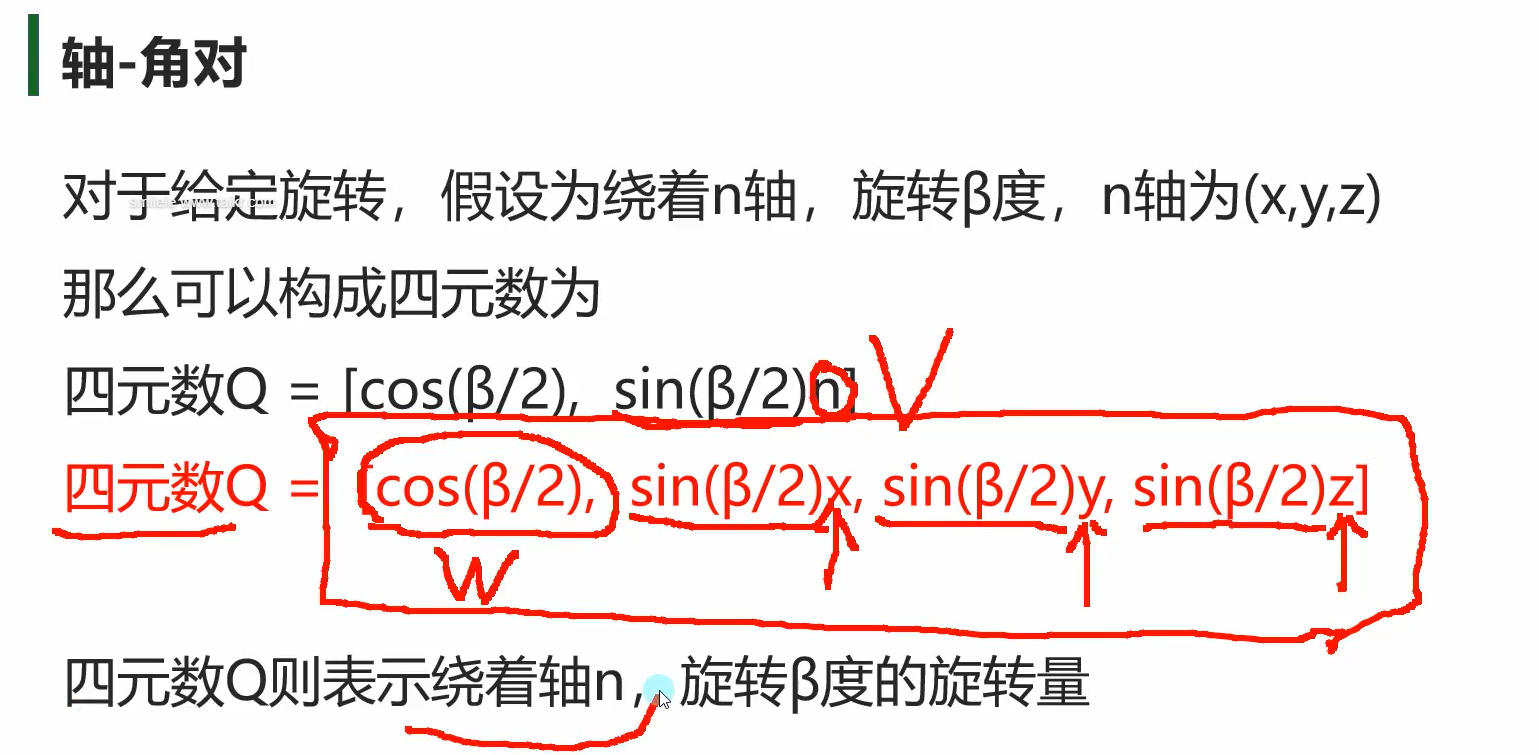 轴-角对
对于给定旋转，假设为绕着n轴，旋转β度，n轴为(x,y,z)
那么可以构成四元数为
四元数Q = [cos(β/2), sin(β/2)n]
V
四元数Q = [cos(β/2), sin(β/2)x, sin(β/2)y, sin(β/2)z]
W
四元数Q则表示绕着轴n，旋转β度的旋转量